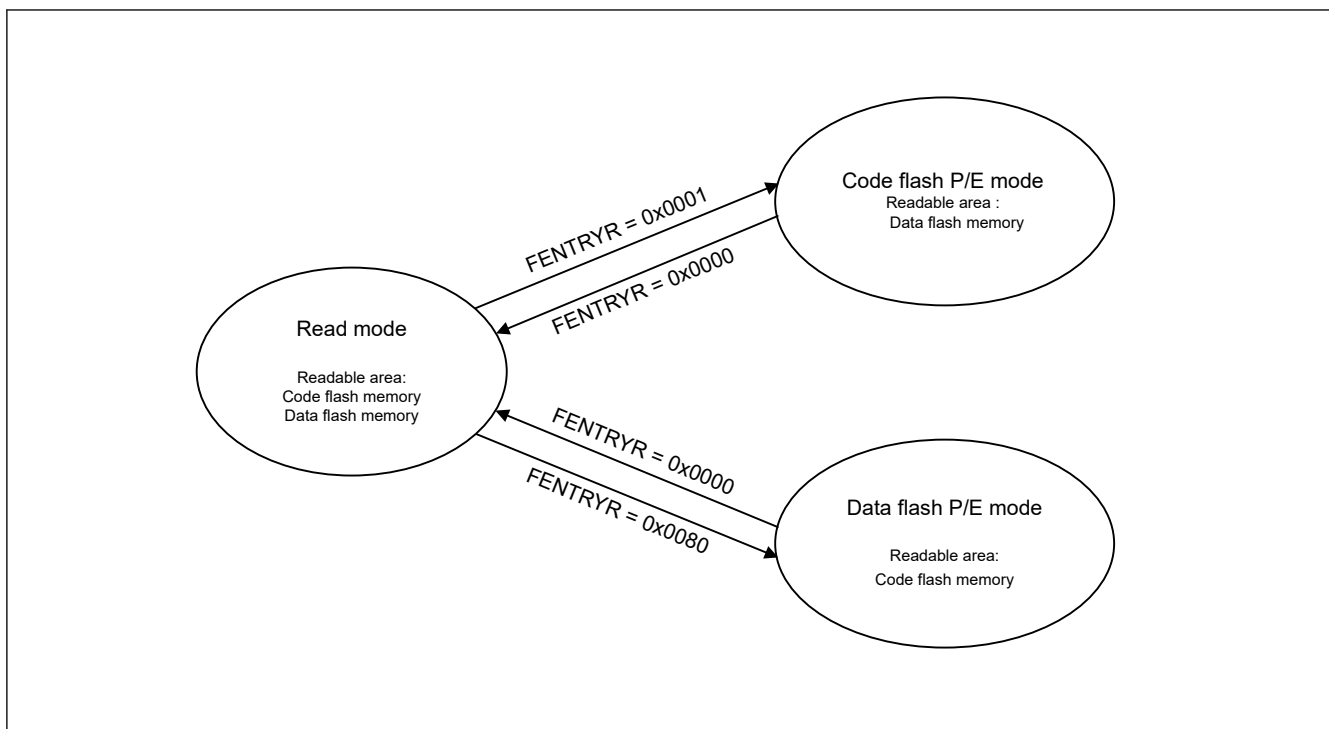 Code flash P/E mode
Readable area :
Data flash memory
FENTRYR = 0x0001
FENTRYR = 0x0000
Read mode
Readable area:
Code flash memory
Data flash memory
FENTRYR = 0x0000
FENTRYR = 0x0080
Data flash P/E mode
Readable area:
Code flash memory